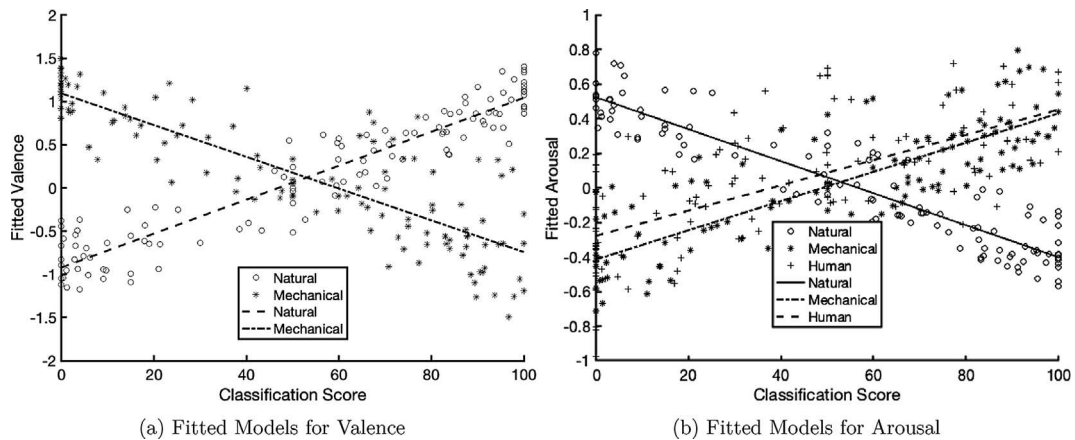 2
1.5
1
0.5
0
-0.5
-1
-1.5
-2
Fitted Valence
0 20 40 60 80 100
Classification Score
Natural
Mechanical
Natural
Mechanical
(a) Fitted Models for Valence
1
0.8
0.6
0.4
0.2
0
-0.2
-0.4
-0.6
-0.8
-1
Fitted Arousal
0 20 40 60 80 100
Classification Score
Natural
Mechanical
Human
Natural
Mechanical
Human
(b) Fitted Models for Arousal